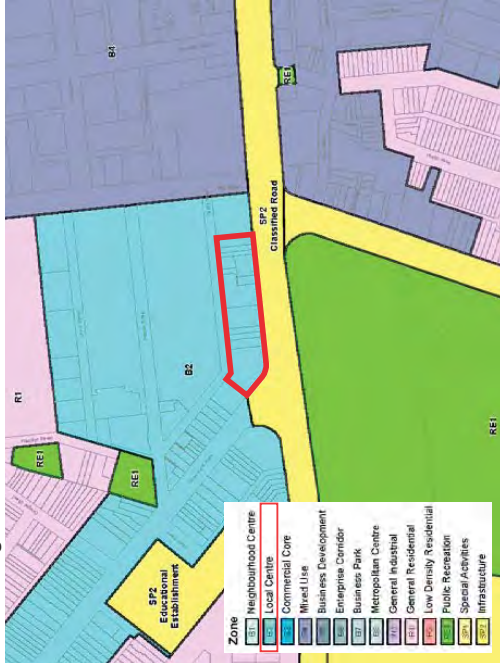 B4
RE1
R1
SP2
Classified Road
B2
RE1
RE1
RE1
SP2
Educational
Establishment
Zone
B1 Neighbourhood Centre
B2 Local Centre
B3 Commercial Core
B4 Mixed Use
B5 Business Development
B6 Enterprise Corridor
B7 Business Park
B8 Metropolitan Centre
IN1 General Industrial
R1 General Residential
R2 Low Density Residential
RE1 Public Recreation
SP1 Special Activities
SP2 Infrastructure